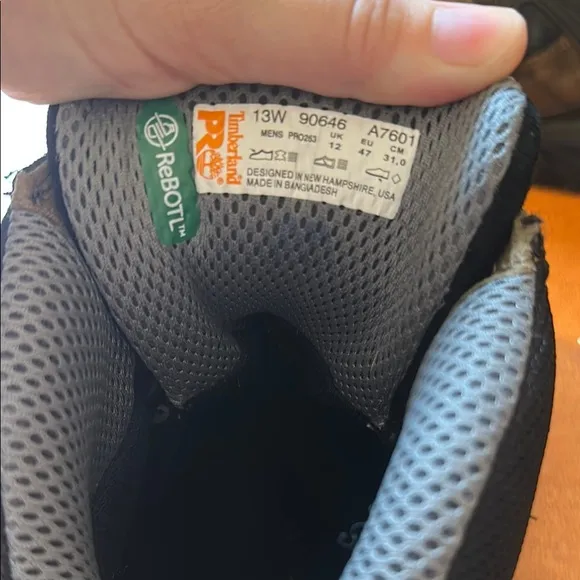 ReBOTL™
Timberland
PRO
13W 90646 A7601
MENS PRO263 UK EU CM
12 47 31,0
DESIGNED IN NEW HAMPSHIRE, USA
MADE IN BANGLADESH